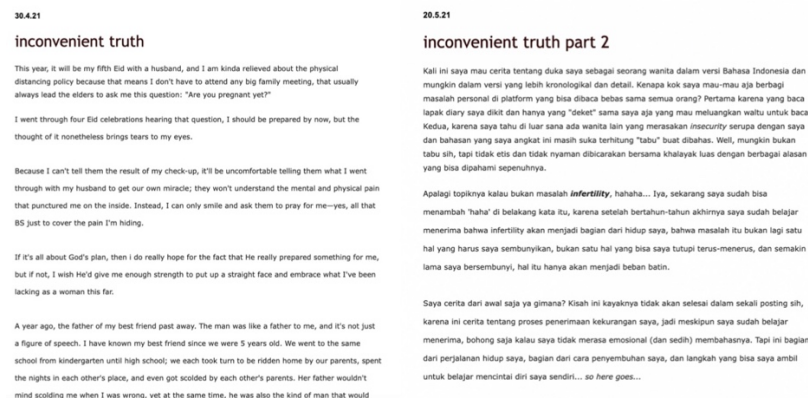 30.4.21
inconvenient truth
This year, it will be my fifth Eid with a husband, and I am kinda relieved about the physical
distancing policy because that means I don't have to attend any big family meeting, that usually
always lead the elders to ask me this question: "Are you pregnant yet?"
I went through four Eid celebrations hearing that question, I should be prepared by now, but the
thought of it nonetheless brings tears to my eyes.
Because I can't tell them the result of my check-up, it'll be uncomfortable telling them what I went
through with my husband to get our own miracle; they won't understand the mental and physical pain
that punctured me on the inside. Instead, I can only smile and ask them to pray for me—yes, all that
BS just to cover the pain I'm hiding.
If it's all about God's plan, then i do really hope for the fact that He really prepared something for me,
but if not, I wish He'd give me enough strength to put up a straight face and embrace what I've been
lacking as a woman this far.
A year ago, the father of my best friend past away. The man was like a father to me, and it's not just
a figure of speech. I have known my best friend since we were 5 years old. We went to the same
school from kindergarten until high school; we each took turn to be ridden home by our parents, spent
the nights in each other's place, and even got scolded by each other's parents. Her father wouldn't
mind scolding me when I was wrong, yet at the same time, he was also the kind of man that would
20.5.21
inconvenient truth part 2
Kali ini saya mau cerita tentang duka saya sebagai seorang wanita dalam versi Bahasa Indonesia dan
mungkin dalam versi yang lebih kronologikal dan detail. Kenapa kok saya mau-mau aja berbagi
masalah personal di platform yang bisa dibaca bebas sama semua orang? Pertama karena yang baca
lapak diary saya dikit dan hanya yang "deket" sama saya aja yang mau meluangkan waltu untuk baca
Kedua, karena saya tahu di luar sana ada wanita lain yang merasakan insecurity serupa dengan saya
dan bahasan yang saya angkat ini masih suka terhitung "tabu" buat dibahas. Well, mungkin bukan
tabu sih, tapi tidak etis dan tidak nyaman dibicarakan bersama khalayak luas dengan berbagai alasan
yang bisa dipahami sepenuhnya.
Apalagi topiknya kalau bukan masalah infertility, hahaha... Iya, sekarang saya sudah bisa
menambah 'haha' di belakang kata itu, karena setelah bertahun-tahun akhirnya saya sudah belajar
menerima bahwa infertility akan menjadi bagian dari hidup saya, bahwa masalah itu bukan lagi satu
hal yang harus saya sembunyikan, bukan satu hal yang bisa saya tutupi terus-menerus, dan semakin
lama saya bersembunyi, hal itu hanya akan menjadi beban batin.
Saya cerita dari awal saja ya gimana? Kisah ini kayaknya tidak akan selesai dalam sekali posting sih,
karena ini cerita tentang proses penerimaan kekurangan saya, jadi meskipun saya sudah belajar
menerima, bohong saja kalau saya tidak merasa emosional (dan sedih) membahasnya. Tapi ini bagian
dari perjalanan hidup saya, bagian dari cara penyembuhan saya, dan langkah yang bisa saya ambil
untuk belajar mencintai diri saya sendiri... so here goes...